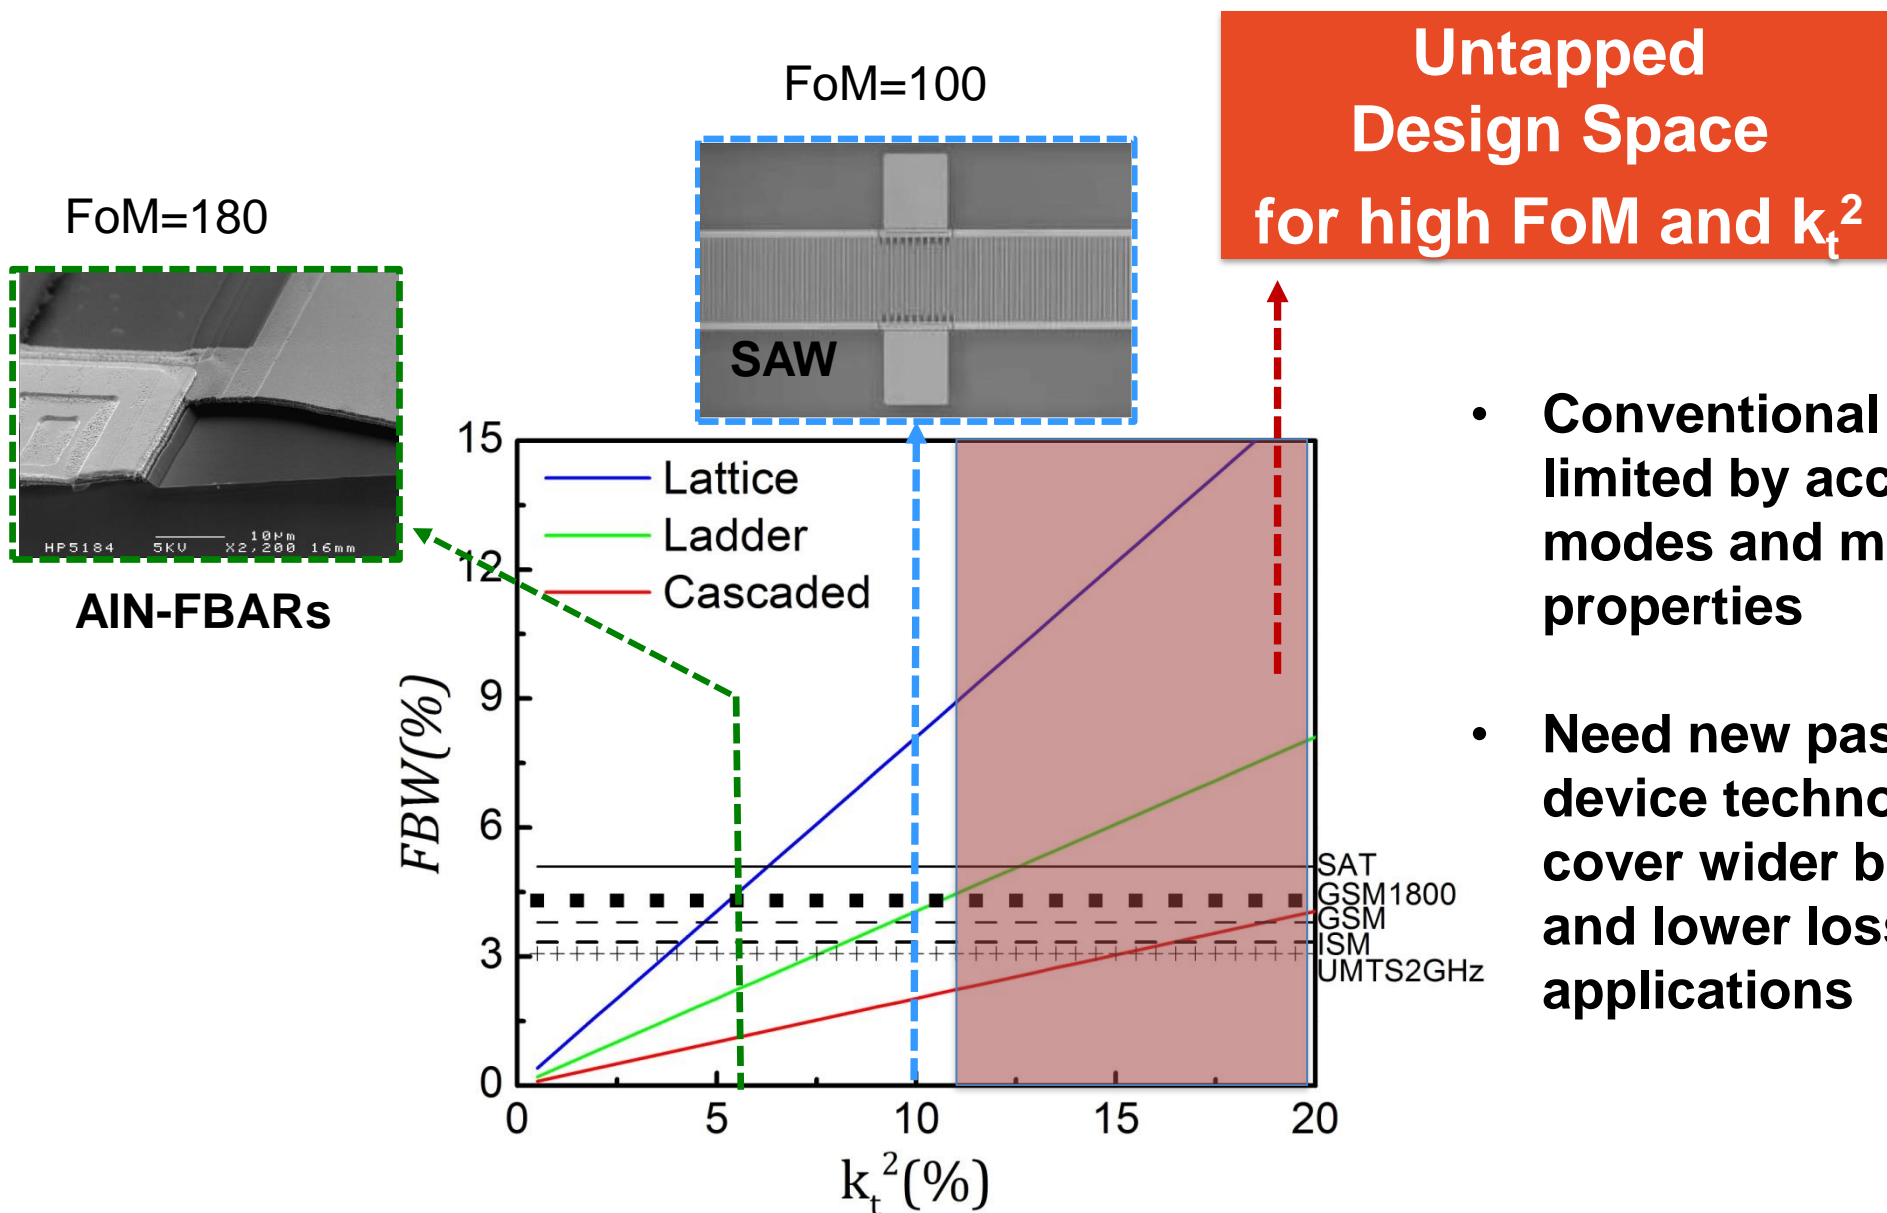 FoM=180
HP5184 5KV 10µm X2,200 16mm
AlN-FBARs
FoM=100
SAW
Untapped
Design Space
for high FoM and kₜ²
15
12
9
6
3
0
FBW(%)
Lattice
Ladder
Cascaded
SAT
GSM1800
GSM
ISM
UMTS2GHz
0 5 10 15 20
kₜ²(%)
• Conventional
limited by acc
modes and m
properties
• Need new pas
device techno
cover wider b
and lower loss
applications